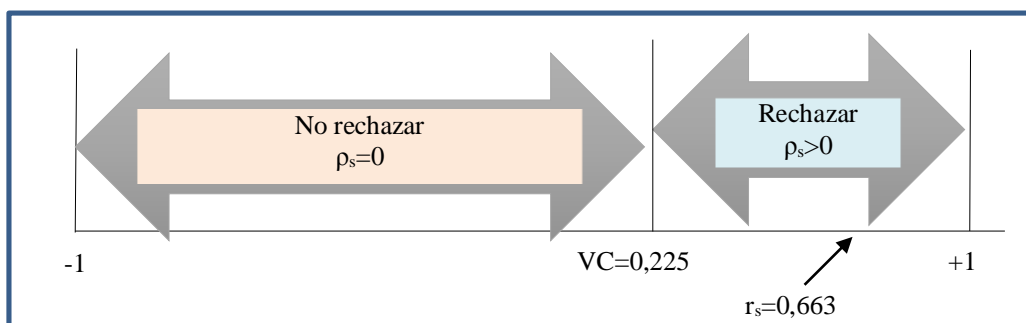 No rechazar
ρₛ=0
Rechazar
ρₛ>0
-1
VC=0,225
+1
rₛ=0,663